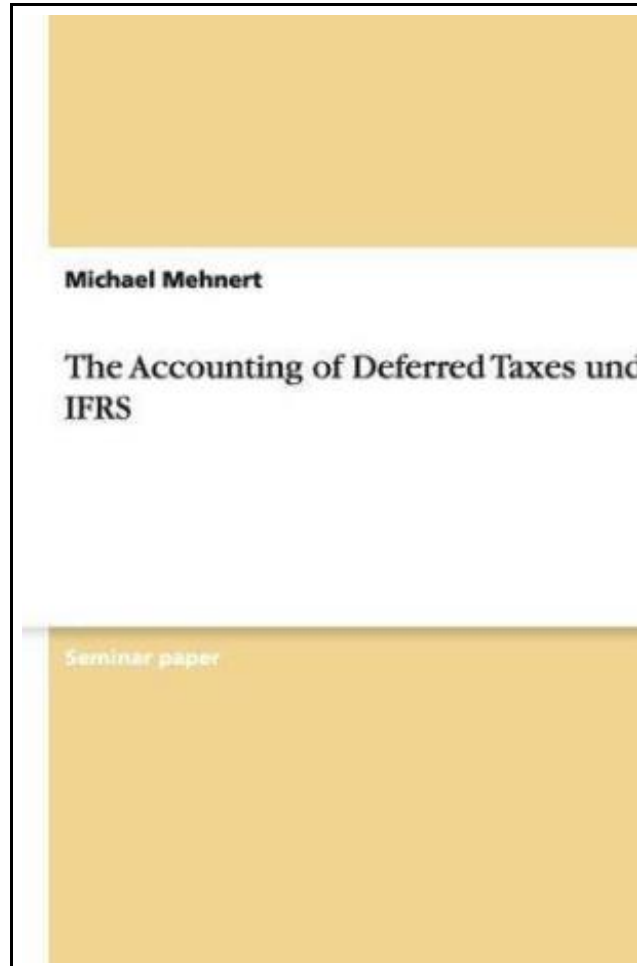 Michael Mehnert
The Accounting of Deferred Taxes und
IFRS
Seminar paper